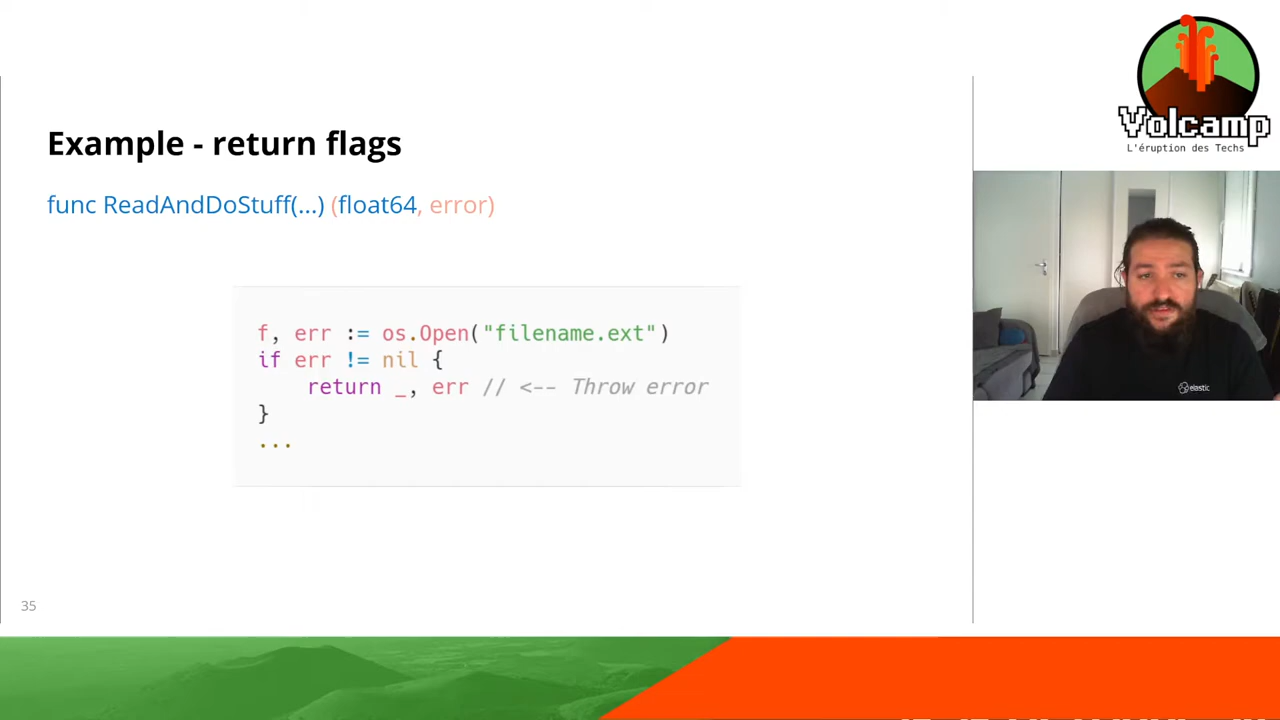 Volcamp
L'éruption des Techs
Example - return flags
func ReadAndDoStuff(...) (float64, error)
f, err := os.Open("filename.ext")
if err != nil {
return _, err // <-- Throw error
}
...
elastic
35